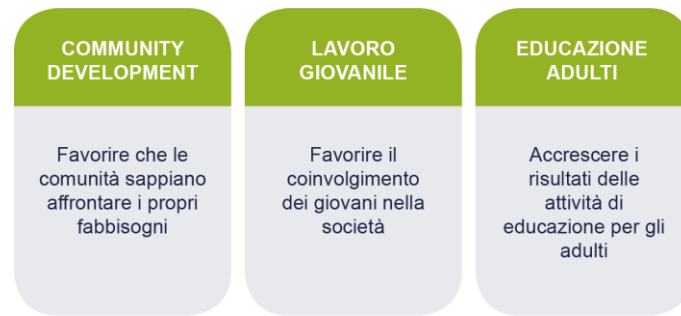 COMMUNITY
DEVELOPMENT
Favorire che le
comunità sappiano
affrontare i propri
fabbisogni
LAVORO
GIOVANILE
Favorire il
coinvolgimento
dei giovani nella
società
EDUCAZIONE
ADULTI
Accrescere i
risultati delle
attività di
educazione per gli
adulti